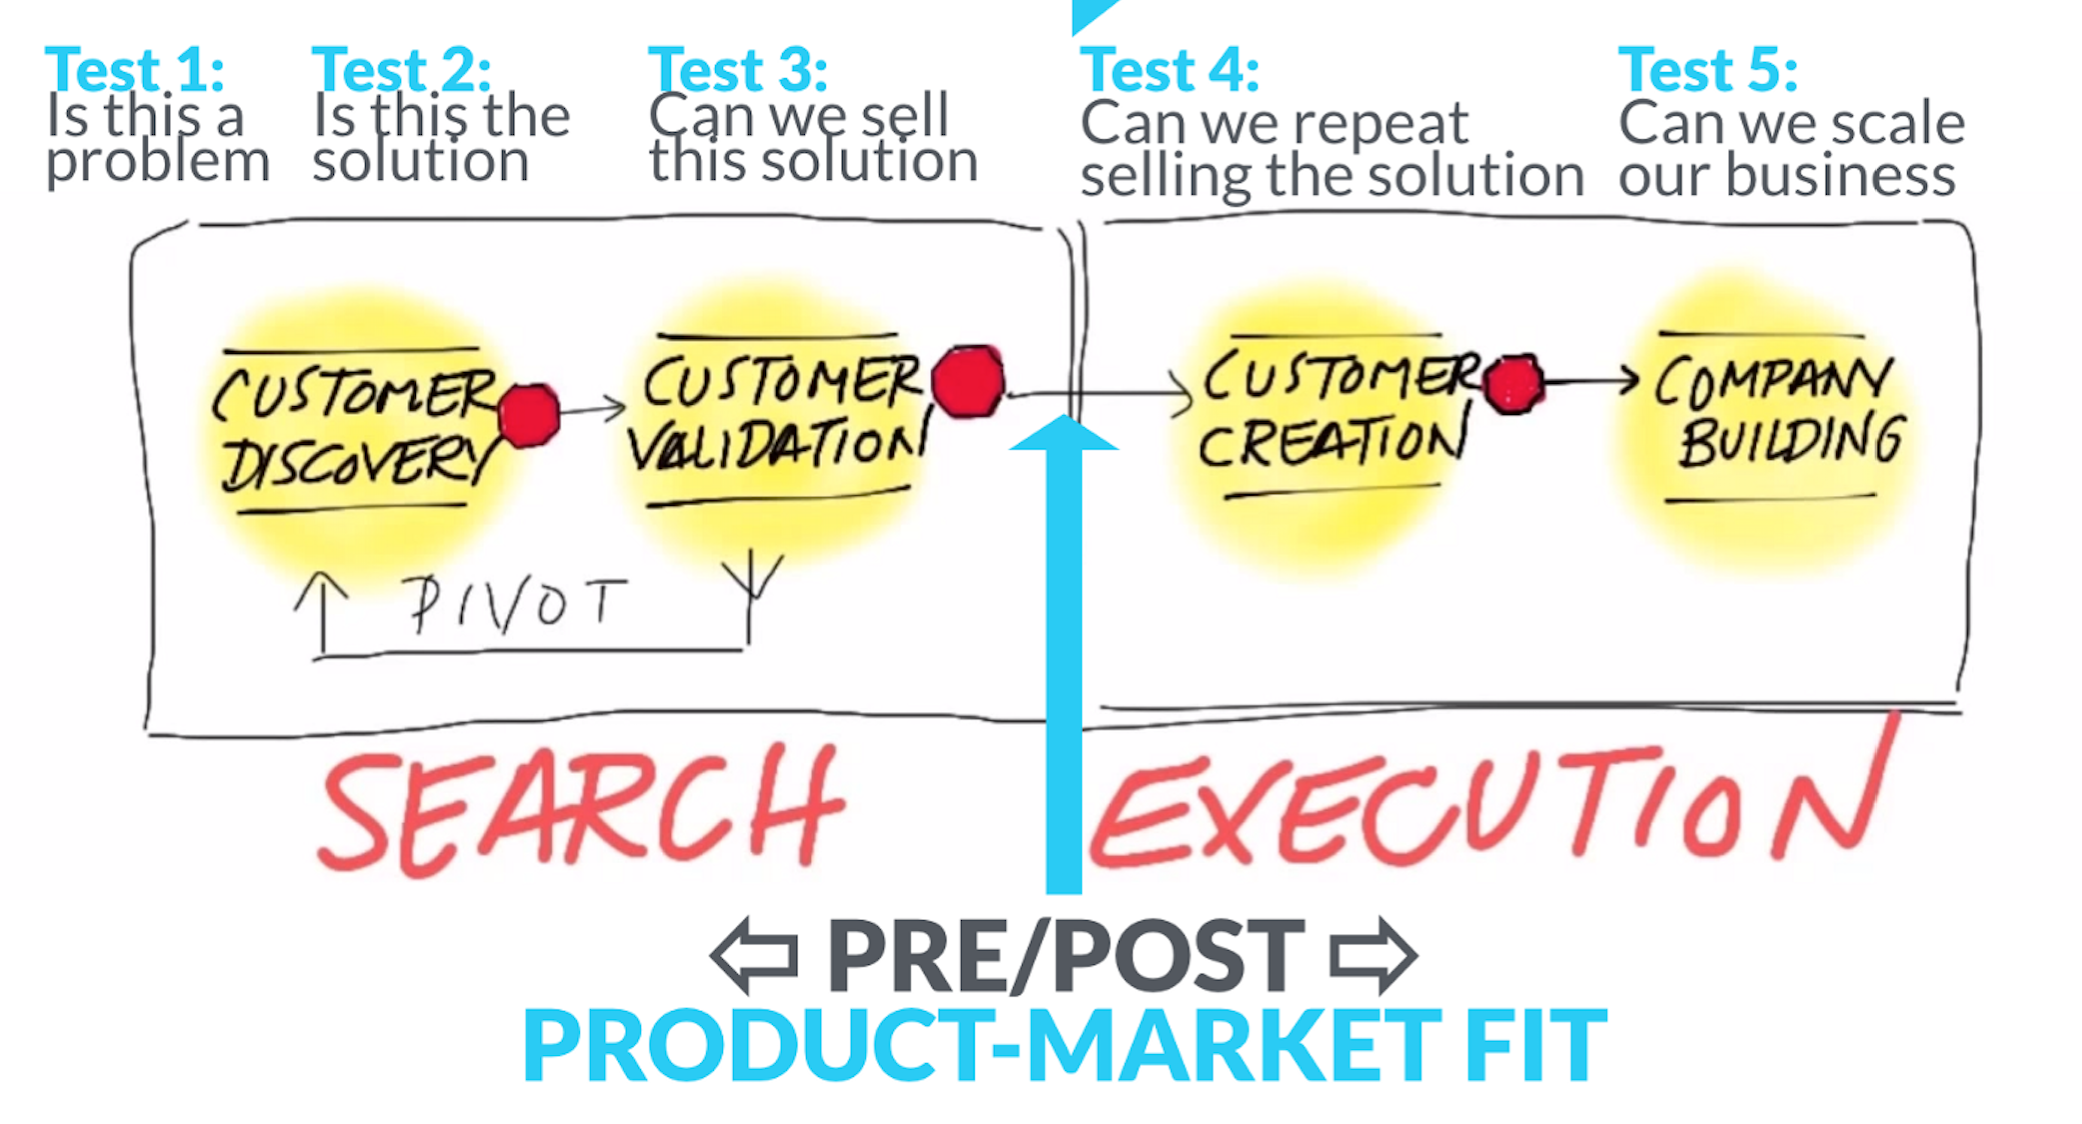 Test 1:
Is this a
problem
Test 2:
Is this the
solution
Test 3:
Can we sell
this solution
Test 4:
Can we repeat
selling the solution
Test 5:
Can we scale
our business
CUSTOMER
DISCOVERY
CUSTOMER
VALIDATION
CUSTOMER
CREATION
COMPANY
BUILDING
PIVOT
SEARCH
EXECUTION
PRE/POST
PRODUCT-MARKET FIT